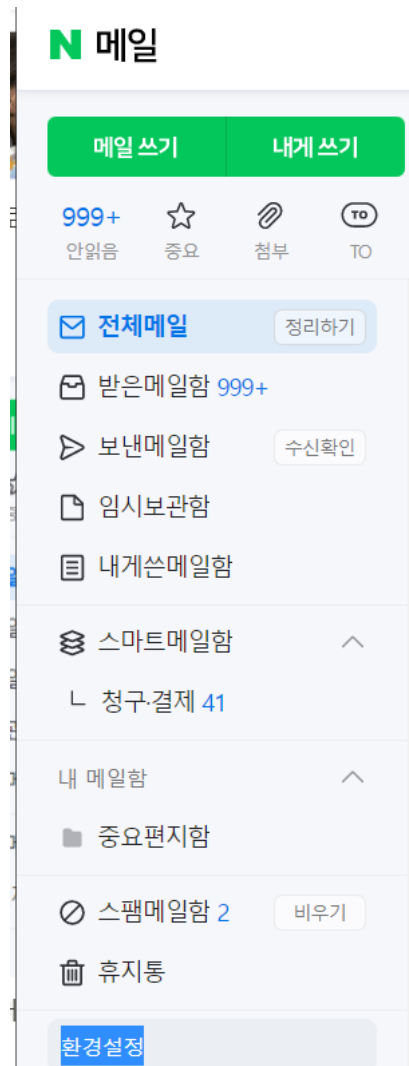 N 메일
메일 쓰기 내게 쓰기
999+ TO
안읽음 중요 첨부 TO
전체메일 정리하기
받은메일함 999+
보낸메일함 수신확인
임시보관함
내게쓴메일함
스마트메일함
청구·결제 41
내 메일함
중요편지함
스팸메일함 2 비우기
휴지통
환경설정